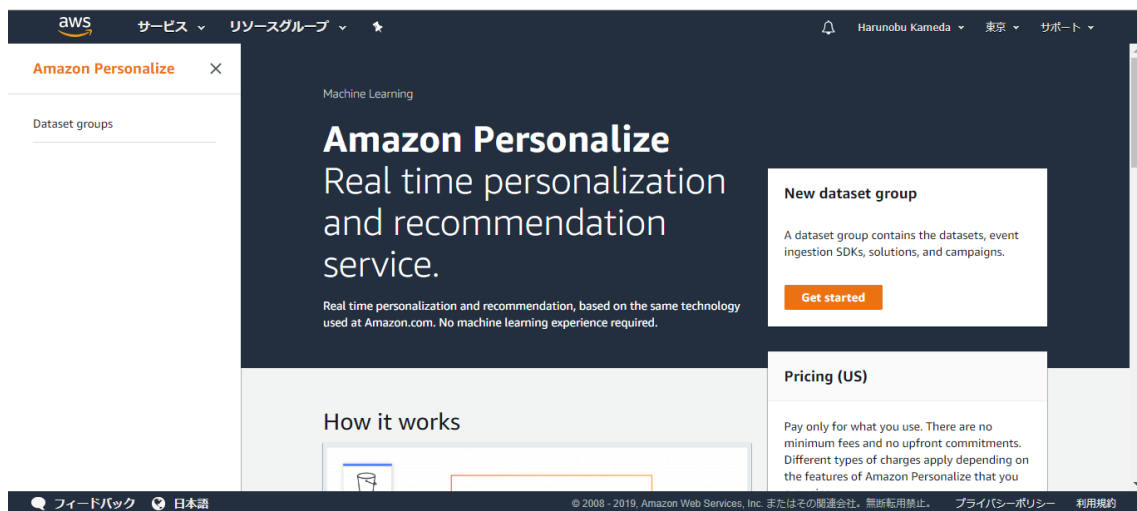 aws
サービス
リソースグループ
Harunobu Kameda
東京
サポート
Amazon Personalize
Dataset groups
Machine Learning
Amazon Personalize
Real time personalization
and recommendation
service.
Real time personalization and recommendation, based on the same technology
used at Amazon.com. No machine learning experience required.
New dataset group
A dataset group contains the datasets, event
ingestion SDKs, solutions, and campaigns.
Get started
How it works
Pricing (US)
Pay only for what you use. There are no
minimum fees and no upfront commitments.
Different types of charges apply depending on
the features of Amazon Personalize that you
フィードバック
日本語
© 2008 - 2019, Amazon Web Services, Inc. またはその関連会社。無断転用禁止。
プライバシーポリシー
利用規約